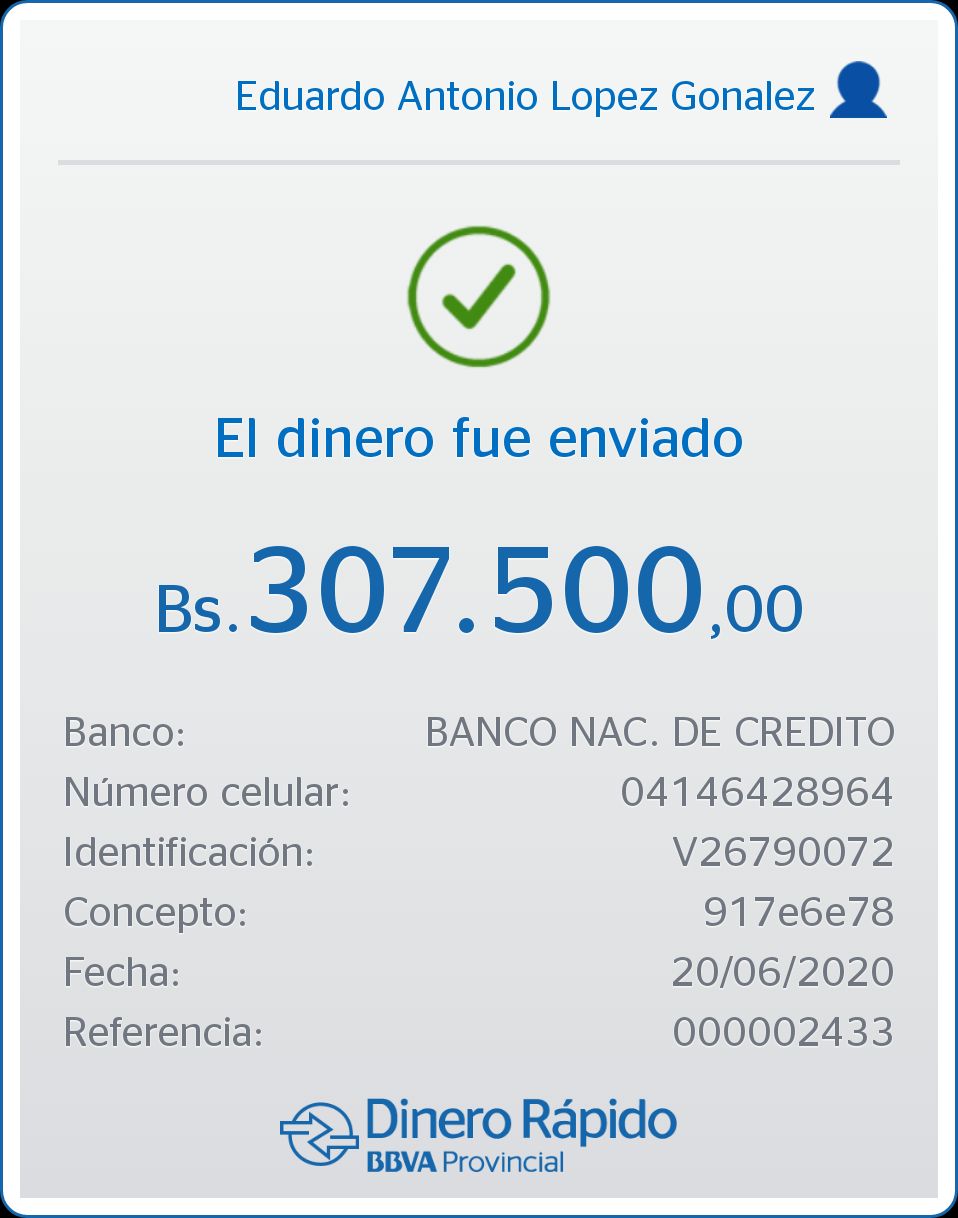 Eduardo Antonio Lopez Gonalez
El dinero fue enviado
Bs.307.500,00
Banco: BANCO NAC. DE CREDITO
Número celular: 04146428964
Identificación: V26790072
Concepto: 917e6e78
Fecha: 20/06/2020
Referencia: 000002433
Dinero Rápido
BBVA Provincial